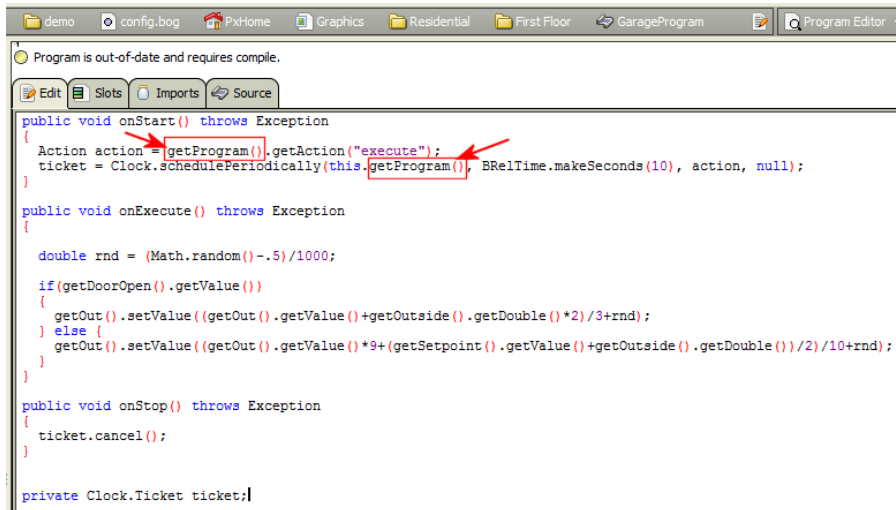 demo config.bog PxHome Graphics Residential First Floor GarageProgram Program Editor
Program is out-of-date and requires compile.
Edit Slots Imports Source
public void onStart() throws Exception
{
Action action = getProgram().getAction("execute");
ticket = Clock.schedulePeriodically(this.getProgram(), BRelTime.makeSeconds(10), action, null);
}
public void onExecute() throws Exception
{
double rnd = (Math.random()-.5)/1000;
if(getDoorOpen().getValue())
{
getOut().setValue((getOut().getValue()+getOutside().getDouble()*2)/3+rnd);
} else {
getOut().setValue((getOut().getValue()*9+(getSetpoint().getValue()+getOutside().getDouble())/2)/10+rnd);
}
}
public void onStop() throws Exception
{
ticket.cancel();
}
private Clock.Ticket ticket;